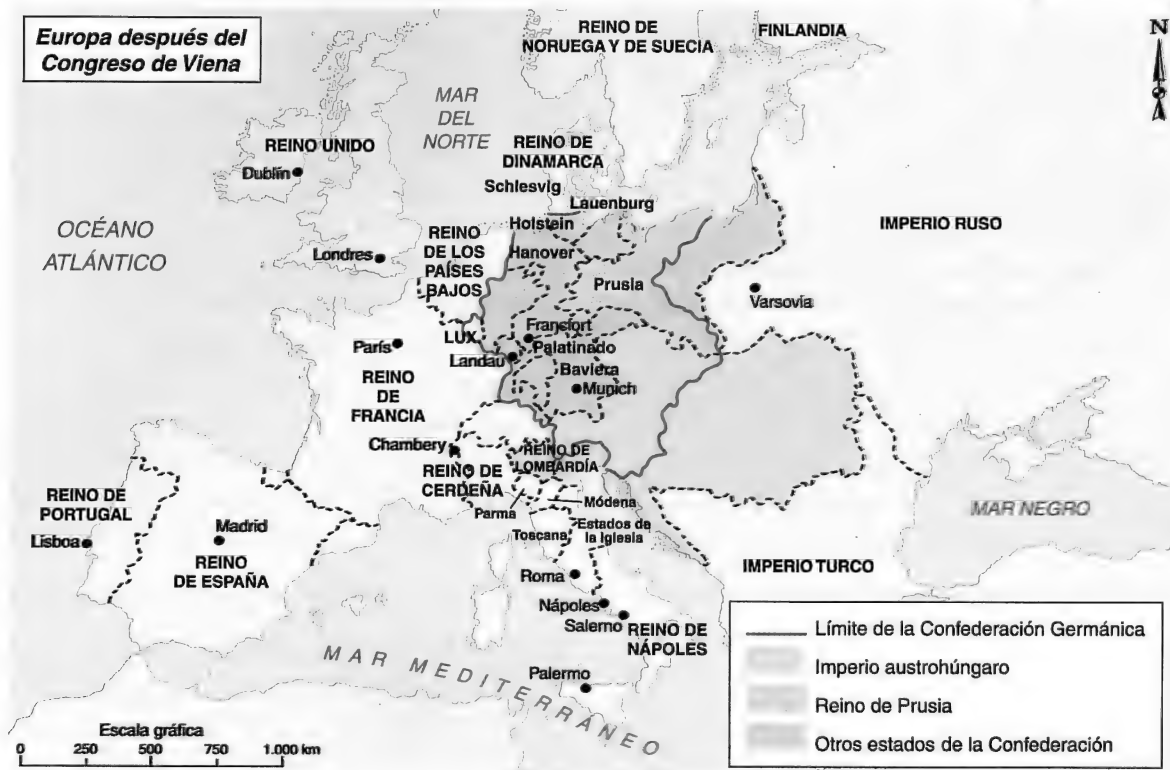 Europa después del
Congreso de Viena
REINO DE
NORUEGA Y DE SUECIA
FINLANDIA
N
MAR
DEL
NORTE
REINO UNIDO
Dublín
REINO DE
DINAMARCA
Schlesvig
Lauenburg
OCÉANO
ATLÁNTICO
Holstein
IMPERIO RUSO
REINO
DE LOS
PAÍSES
BAJOS
Hanover
Londres
Prusia
Varsovia
Francfort
LUX.
París
Palatinado
Landau
Baviera
Munich
REINO
DE
FRANCIA
Chambery
REINO DE
LOMBARDÍA
REINO DE
CERDEÑA
Parma
Módena
REINO DE
PORTUGAL
Lisboa
Madrid
REINO
DE ESPAÑA
Toscana
Estados de
la Iglesia
MAR NEGRO
Roma
IMPERIO TURCO
Nápoles
Salerno
REINO DE
NÁPOLES
MAR MEDITERRÁNEO
Palermo
Límite de la Confederación Germánica
Imperio austrohúngaro
Reino de Prusia
Otros estados de la Confederación
Escala gráfica
0 250 500 750 1.000 km